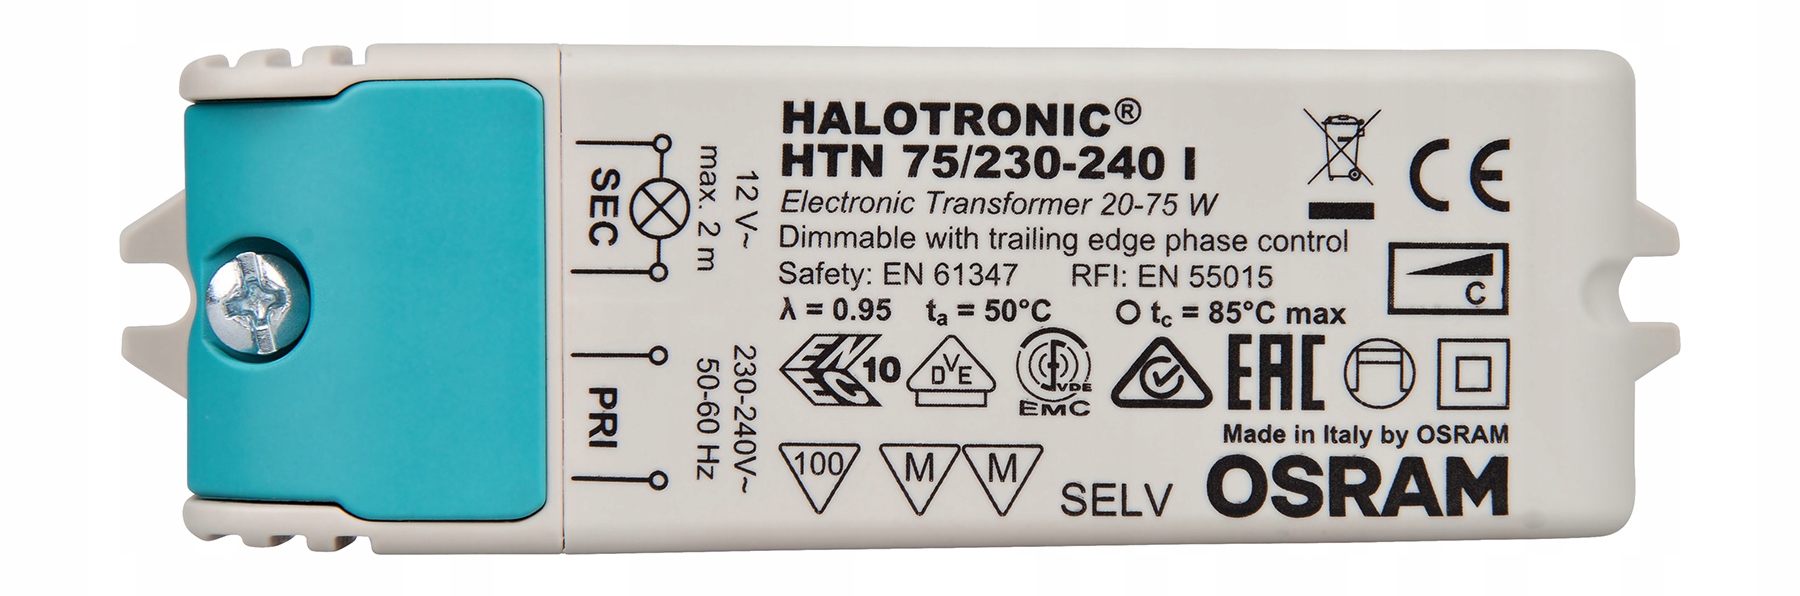 HALOTRONIC®
HTN 75/230-240 I
Electronic Transformer 20-75 W
Dimmable with trailing edge phase control
Safety: EN 61347 RFI: EN 55015
λ = 0.95 ta = 50°C tc = 85°C max
SEC
12 V~
max. 2 m
PRI
230-240V~
50-60 Hz
CE
C
ENEC 10
DVE
VDE
EMC
EAC
Made in Italy by OSRAM
100
M
M
SELV
OSRAM